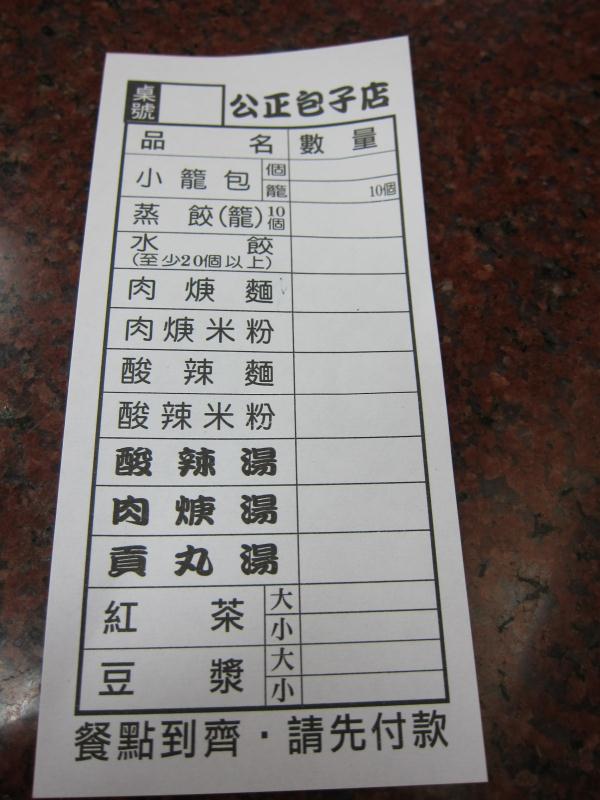 桌號 公正包子店
品名 數量
小籠包 個
籠 10個
蒸餃(籠)10個
水餃
(至少20個以上)
肉焿麵
肉焿米粉
酸辣麵
酸辣米粉
酸辣湯
肉焿湯
貢丸湯
紅茶 大
小
豆漿 大
小
餐點到齊·請先付款